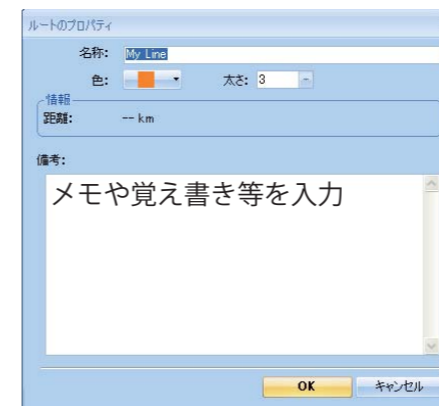 ルートのプロパティ
名称: My Line
色: 太さ: 3
情報
距離: -- km
備考:
メモや覚え書き等を入力
OK キャンセル